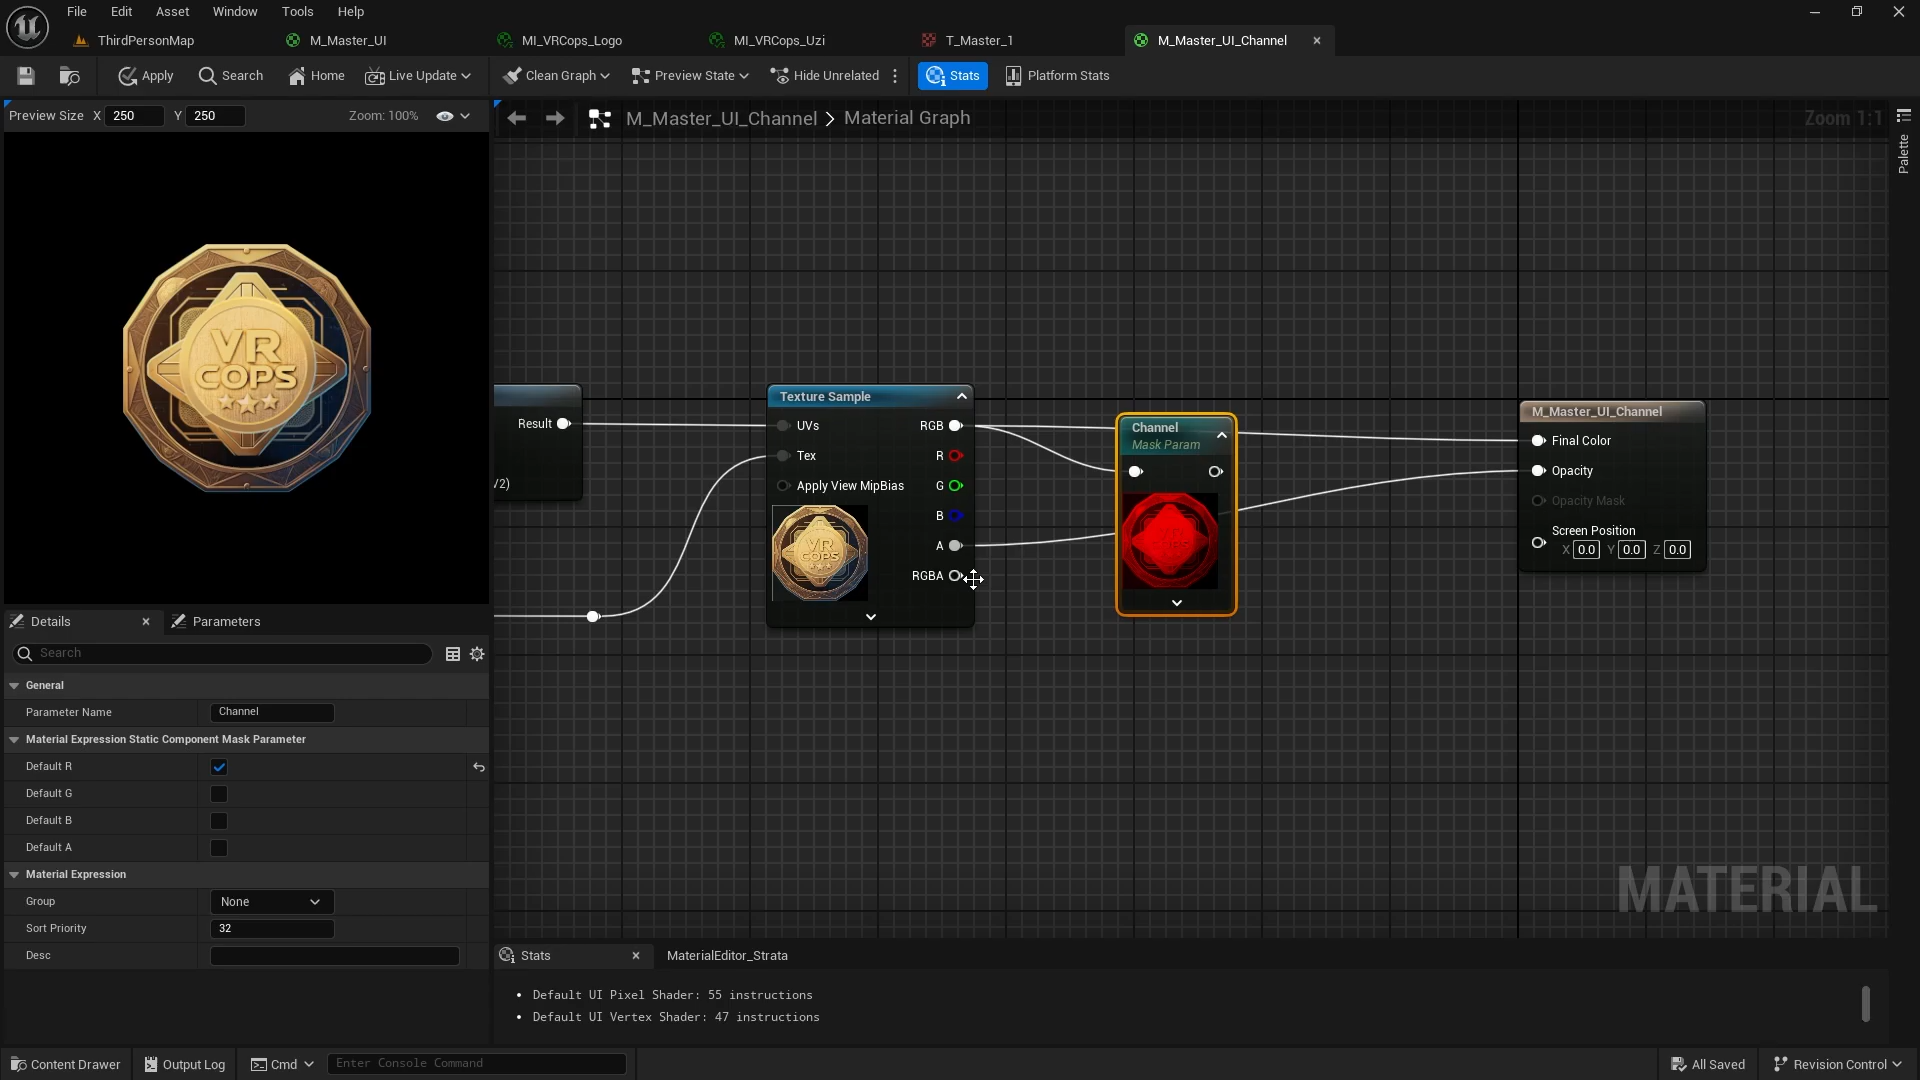 File Edit Asset Window Tools Help
ThirdPersonMap M_Master_UI MI_VRCops_Logo MI_VRCops_Uzi T_Master_1 M_Master_UI_Channel
Apply Search Home Live Update Clean Graph Preview State Hide Unrelated Stats Platform Stats
Preview Size X 250 Y 250 Zoom: 100%
M_Master_UI_Channel > Material Graph
Zoom 1:1
Palette
VR
COPS
Result
V2)
Texture Sample
UVs RGB
Tex R
Apply View MipBias G
B
A
RGBA
VR
COPS
Channel
Mask Param
M_Master_UI_Channel
Final Color
Opacity
Opacity Mask
Screen Position
X 0.0 Y 0.0 Z 0.0
MATERIAL
Details Parameters
Search
General
Parameter Name Channel
Material Expression Static Component Mask Parameter
Default R
Default G
Default B
Default A
Material Expression
Group None
Sort Priority 32
Desc
Stats MaterialEditor_Strata
• Default UI Pixel Shader: 55 instructions
• Default UI Vertex Shader: 47 instructions
Content Drawer Output Log Cmd Enter Console Command All Saved Revision Control